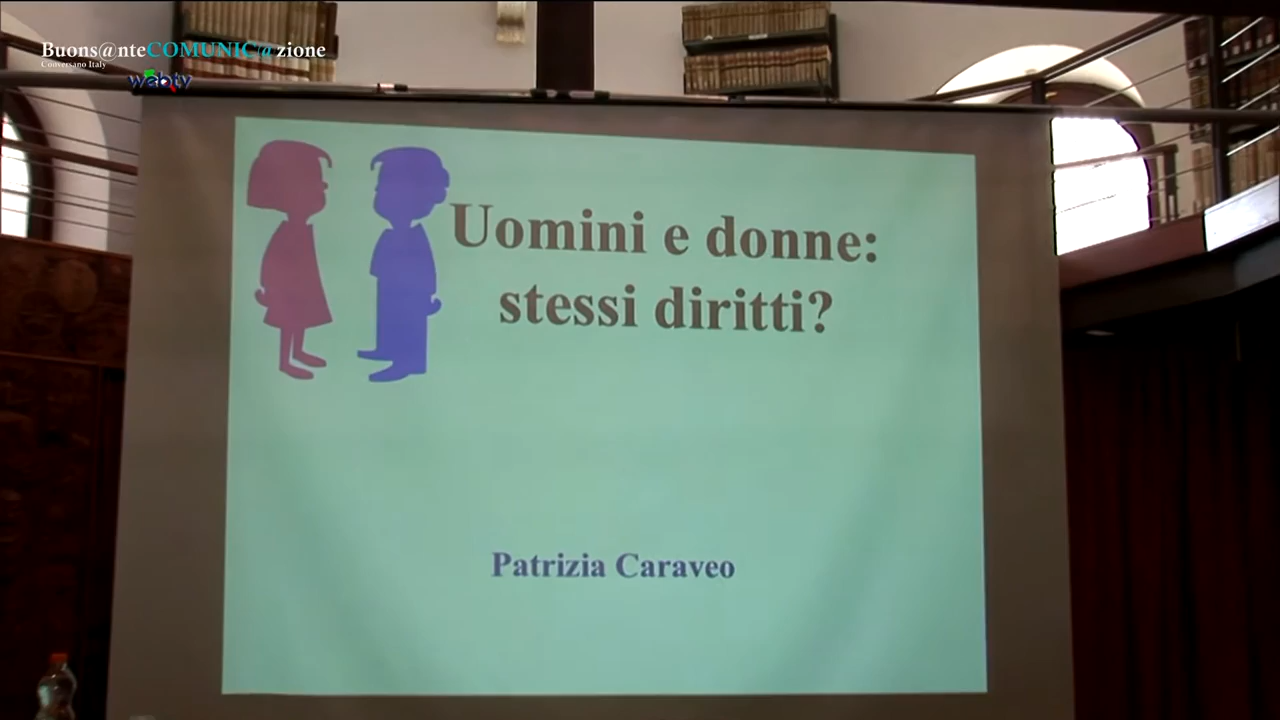 Buons@nteCOMUNIC@zione
Conversano Italy
webtv
Uomini e donne:
stessi diritti?
Patrizia Caraveo